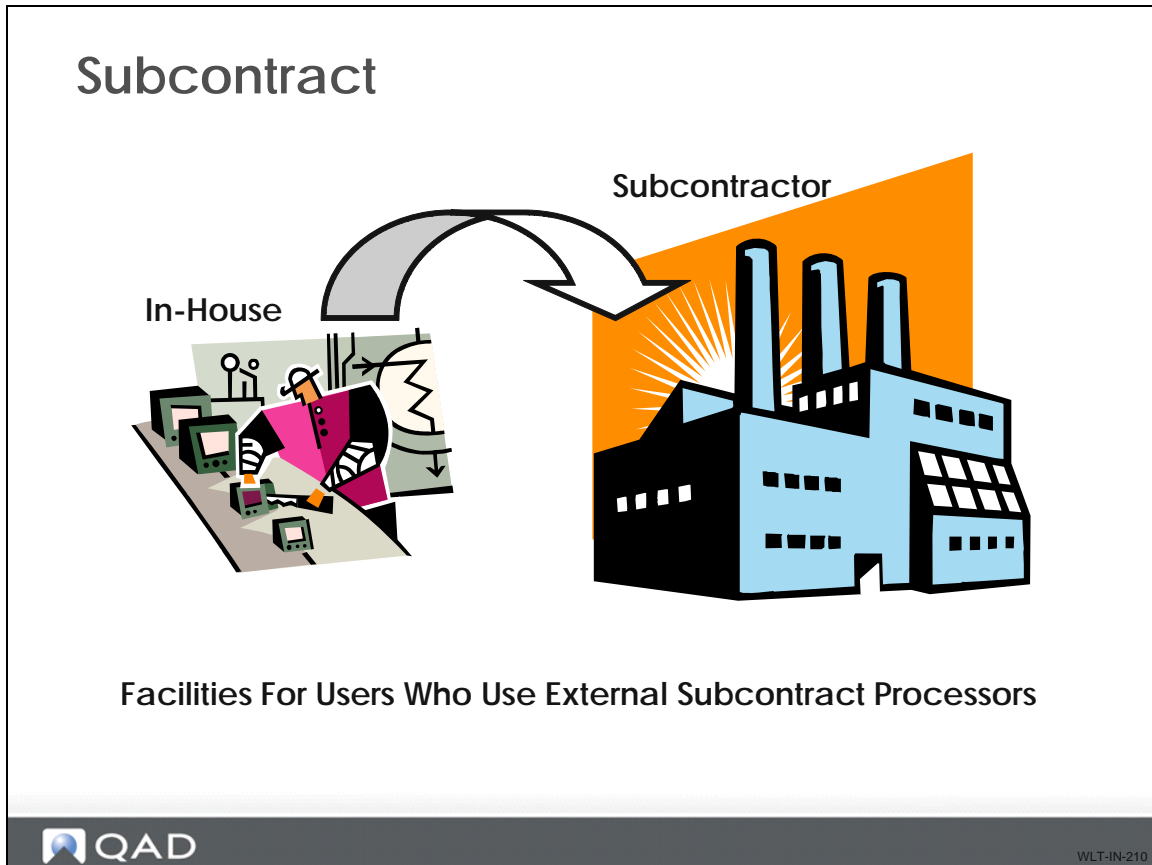 Subcontract
Subcontractor
In-House
Facilities For Users Who Use External Subcontract Processors
QAD
WLT-IN-210